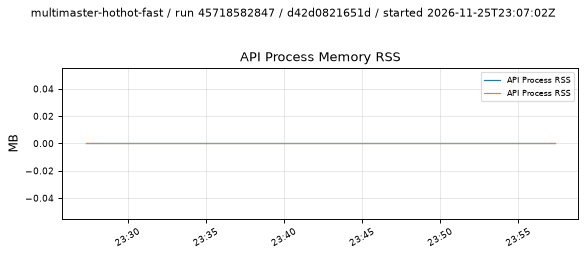 multimaster-hothot-fast / run 45718582847 / d42d0821651d / started 2026-11-25T23:07:02Z
API Process Memory RSS
API Process RSS
API Process RSS
MB
0.04
0.02
0.00
−0.02
−0.04
23:30
23:35
23:40
23:45
23:50
23:55